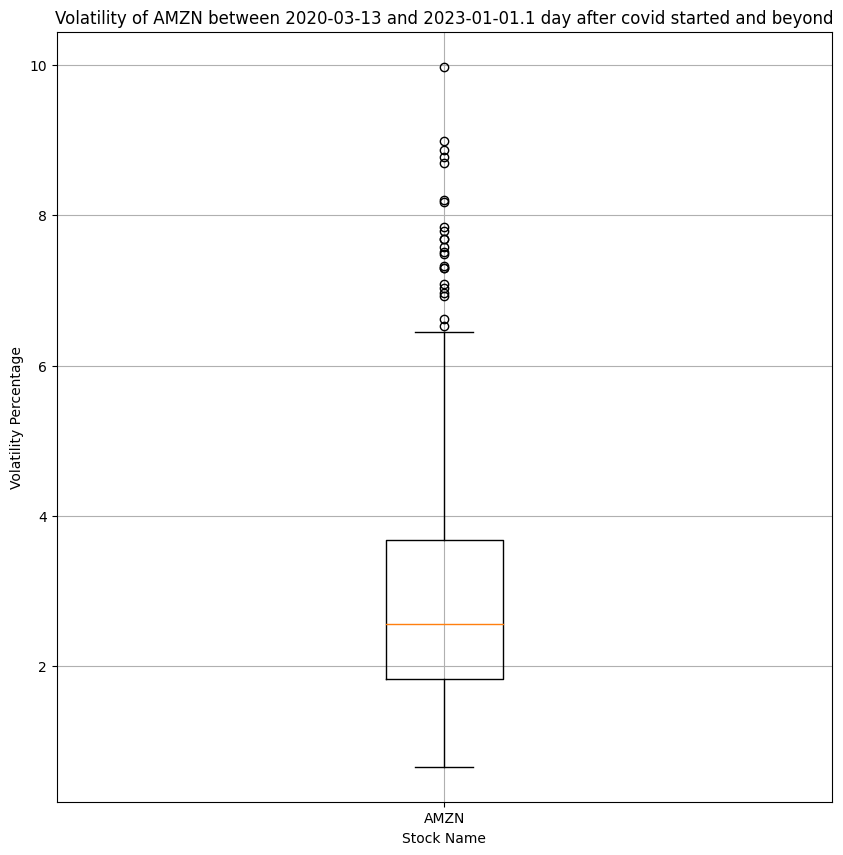 Volatility of AMZN between 2020-03-13 and 2023-01-01.1 day after covid started and beyond
10
8
6
4
2
Volatility Percentage
AMZN
Stock Name